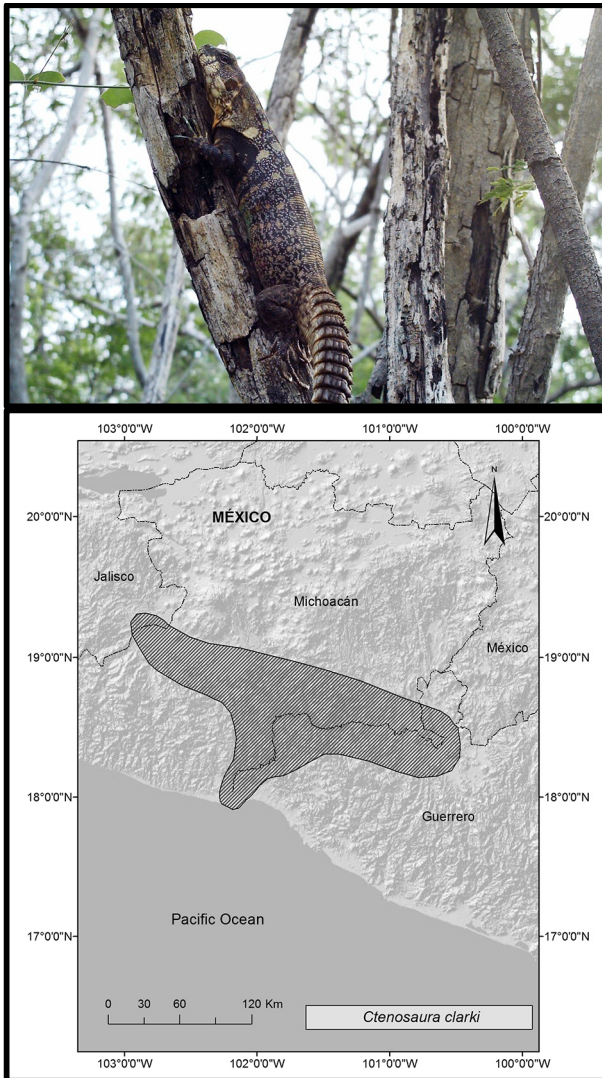 103°0'0"W 102°0'0"W 101°0'0"W 100°0'0"W
N
20°0'0"N 20°0'0"N
MÉXICO
Jalisco
Michoacán
México
19°0'0"N 19°0'0"N
18°0'0"N 18°0'0"N
Guerrero
Pacific Ocean
17°0'0"N 17°0'0"N
0 30 60 120 Km
Ctenosaura clarki
103°0'0"W 102°0'0"W 101°0'0"W 100°0'0"W